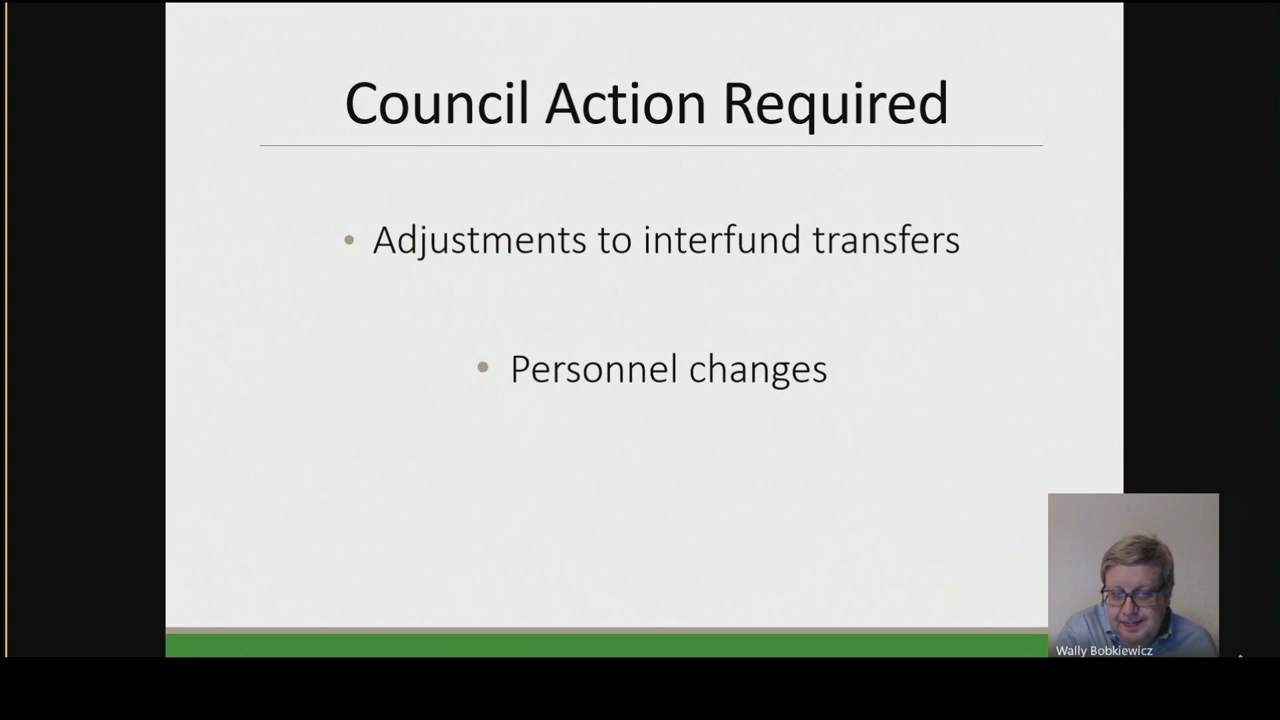 Council Action Required
• Adjustments to interfund transfers
• Personnel changes
Wally Bobkiewicz